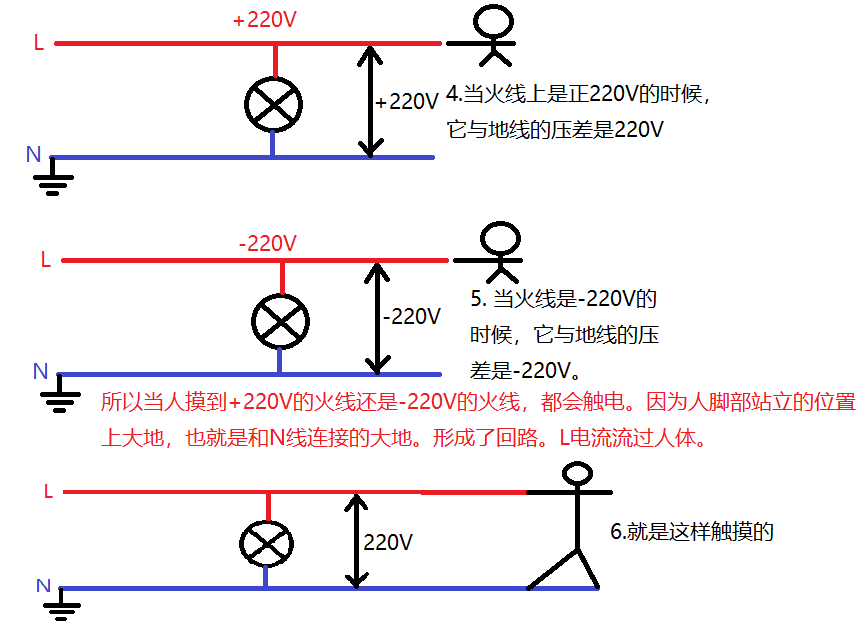 +220V
L
+220V
4.当火线上是正220V的时候，
它与地线的压差是220V
N
-220V
L
-220V
5. 当火线是-220V的
时候，它与地线的压
差是-220V。
N
所以当人摸到+220V的火线还是-220V的火线，都会触电。因为人脚部站立的位置
上大地，也就是和N线连接的大地。形成了回路。L电流流过人体。
L
220V
6.就是这样触摸的
N